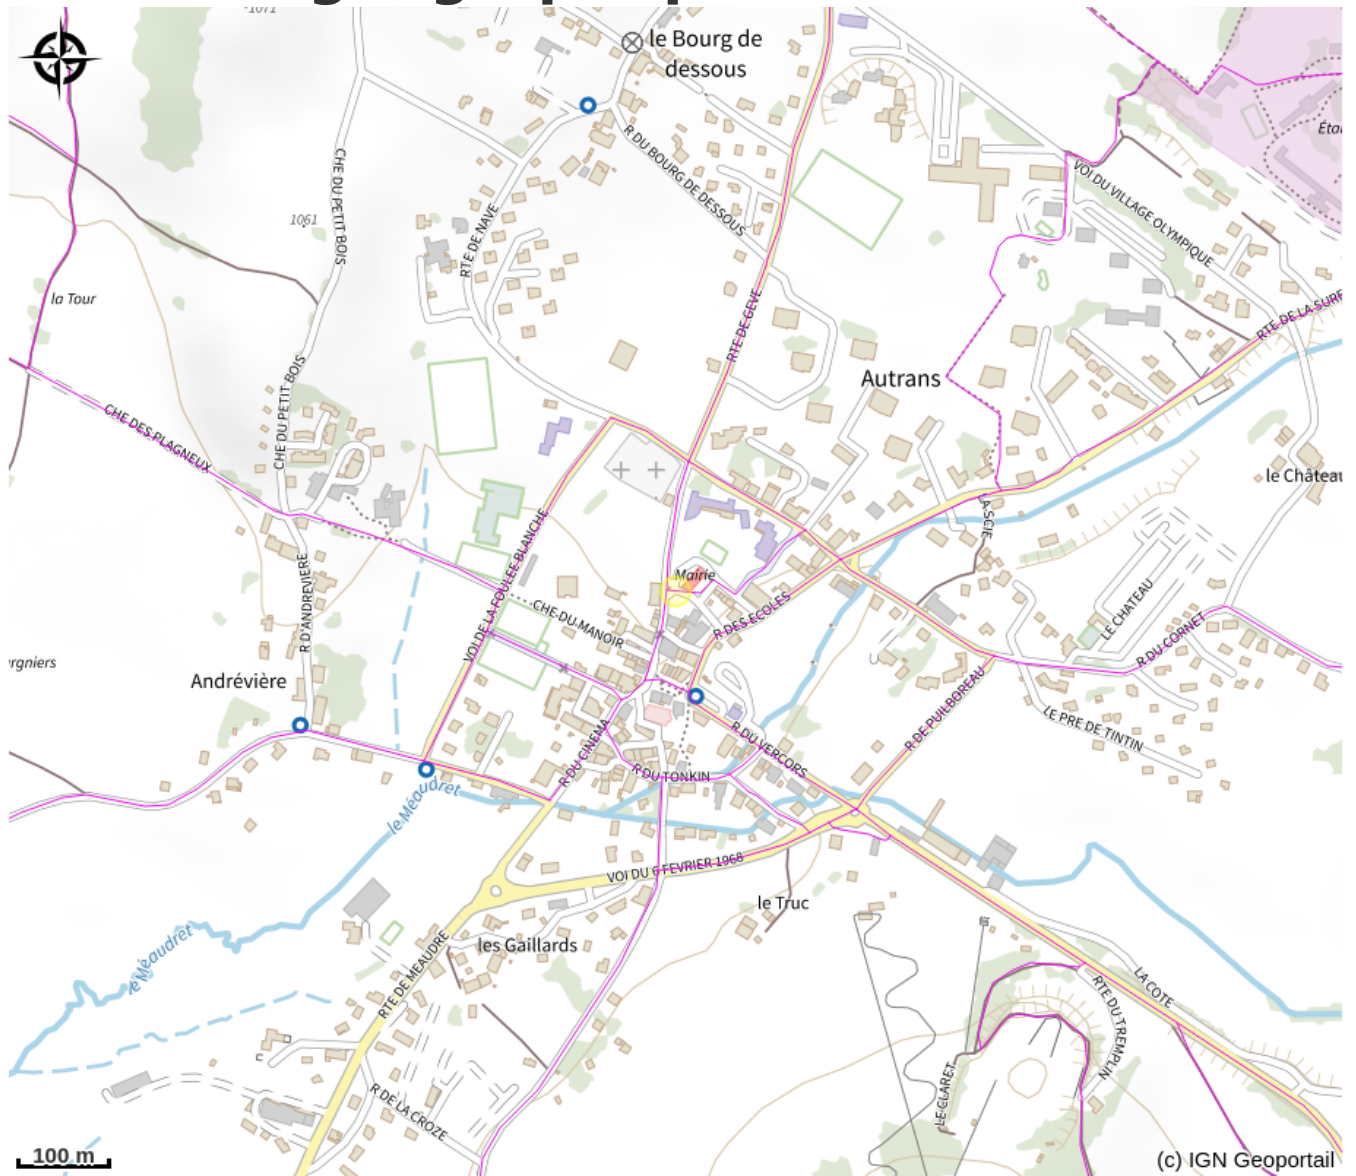 1071
le Bourg de
dessous
Étoi
R DU BOURG DE DESSOUS
CHE DU PETIT BOIS
VOI DU VILLAGE OLYMPIQUE
1061
RTE DE NAVE
la Tour
RTE DE GEVE
RTE DE LA SURE
Autrans
CHE DU PETIT BOIS
CHE DES PLAGNEUX
le Château
LA SCIE
VOI DE LA FOULEE BLANCHE
R D'ANDREVIERE
Mairie
CHE DU MANOIR
R DES ECOLES
LE CHATEAU
R DU CORNET
urgniers
Andrévière
R DE PUILBOREAU
LE PRE DE TINTIN
R DU CINEMA
R DU VERCORS
R DU TONKIN
le Méaudret
VOI DU 6 FEVRIER 1968
le Truc
les Gaillards
le Méaudret
RTE DE MEAUDRE
LA COTE
RTE DU TREMPLIN
LE CLARET
R DE LA CROZE
100 m
(c) IGN Geoportail